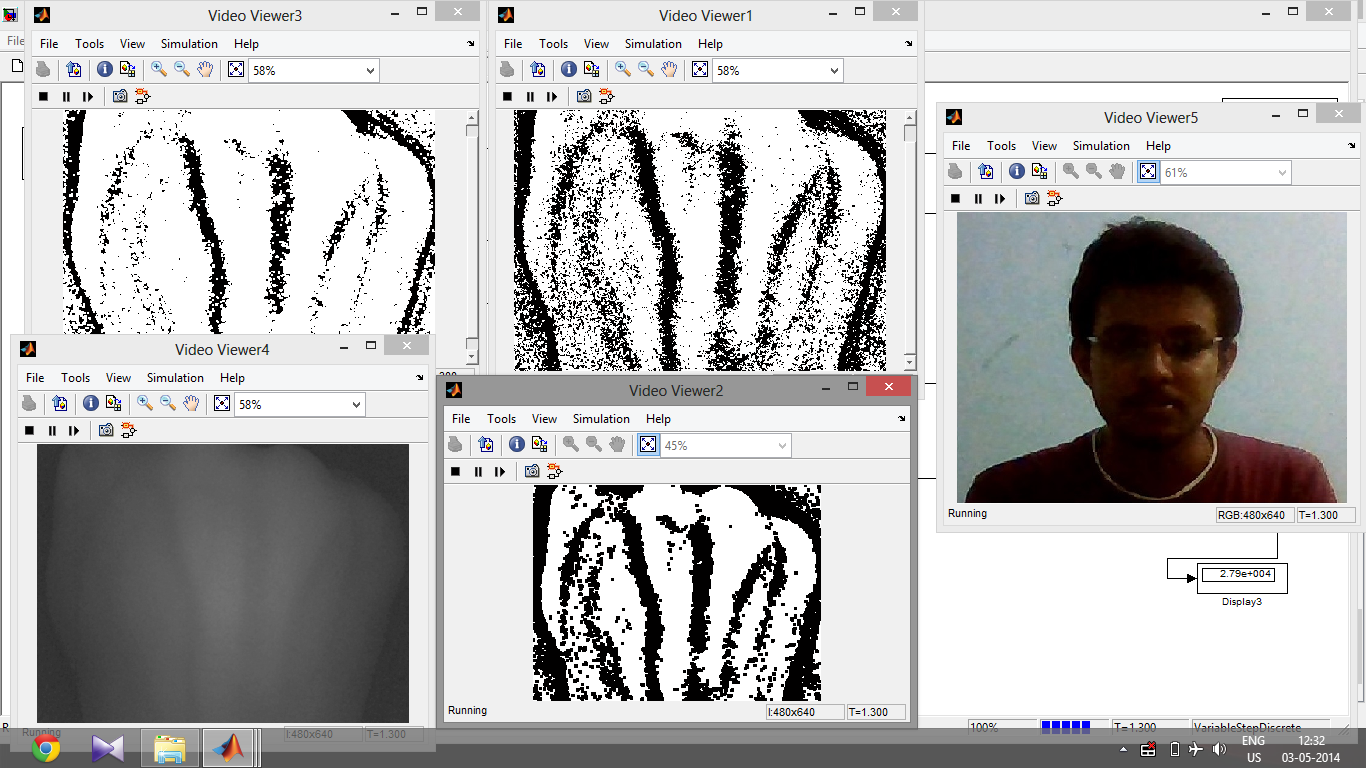 Video Viewer3
File Tools View Simulation Help
58%
Video Viewer1
File Tools View Simulation Help
58%
File
Video Viewer5
File Tools View Simulation Help
61%
Running
RGB:480x640 T=1.300
Video Viewer4
File Tools View Simulation Help
58%
Running
I:480x640 T=1.300
Video Viewer2
File Tools View Simulation Help
45%
Running
I:480x640 T=1.300
2.79e+004
Display3
100% T=1.300 VariableStepDiscrete
ENG
US
12:32
03-05-2014